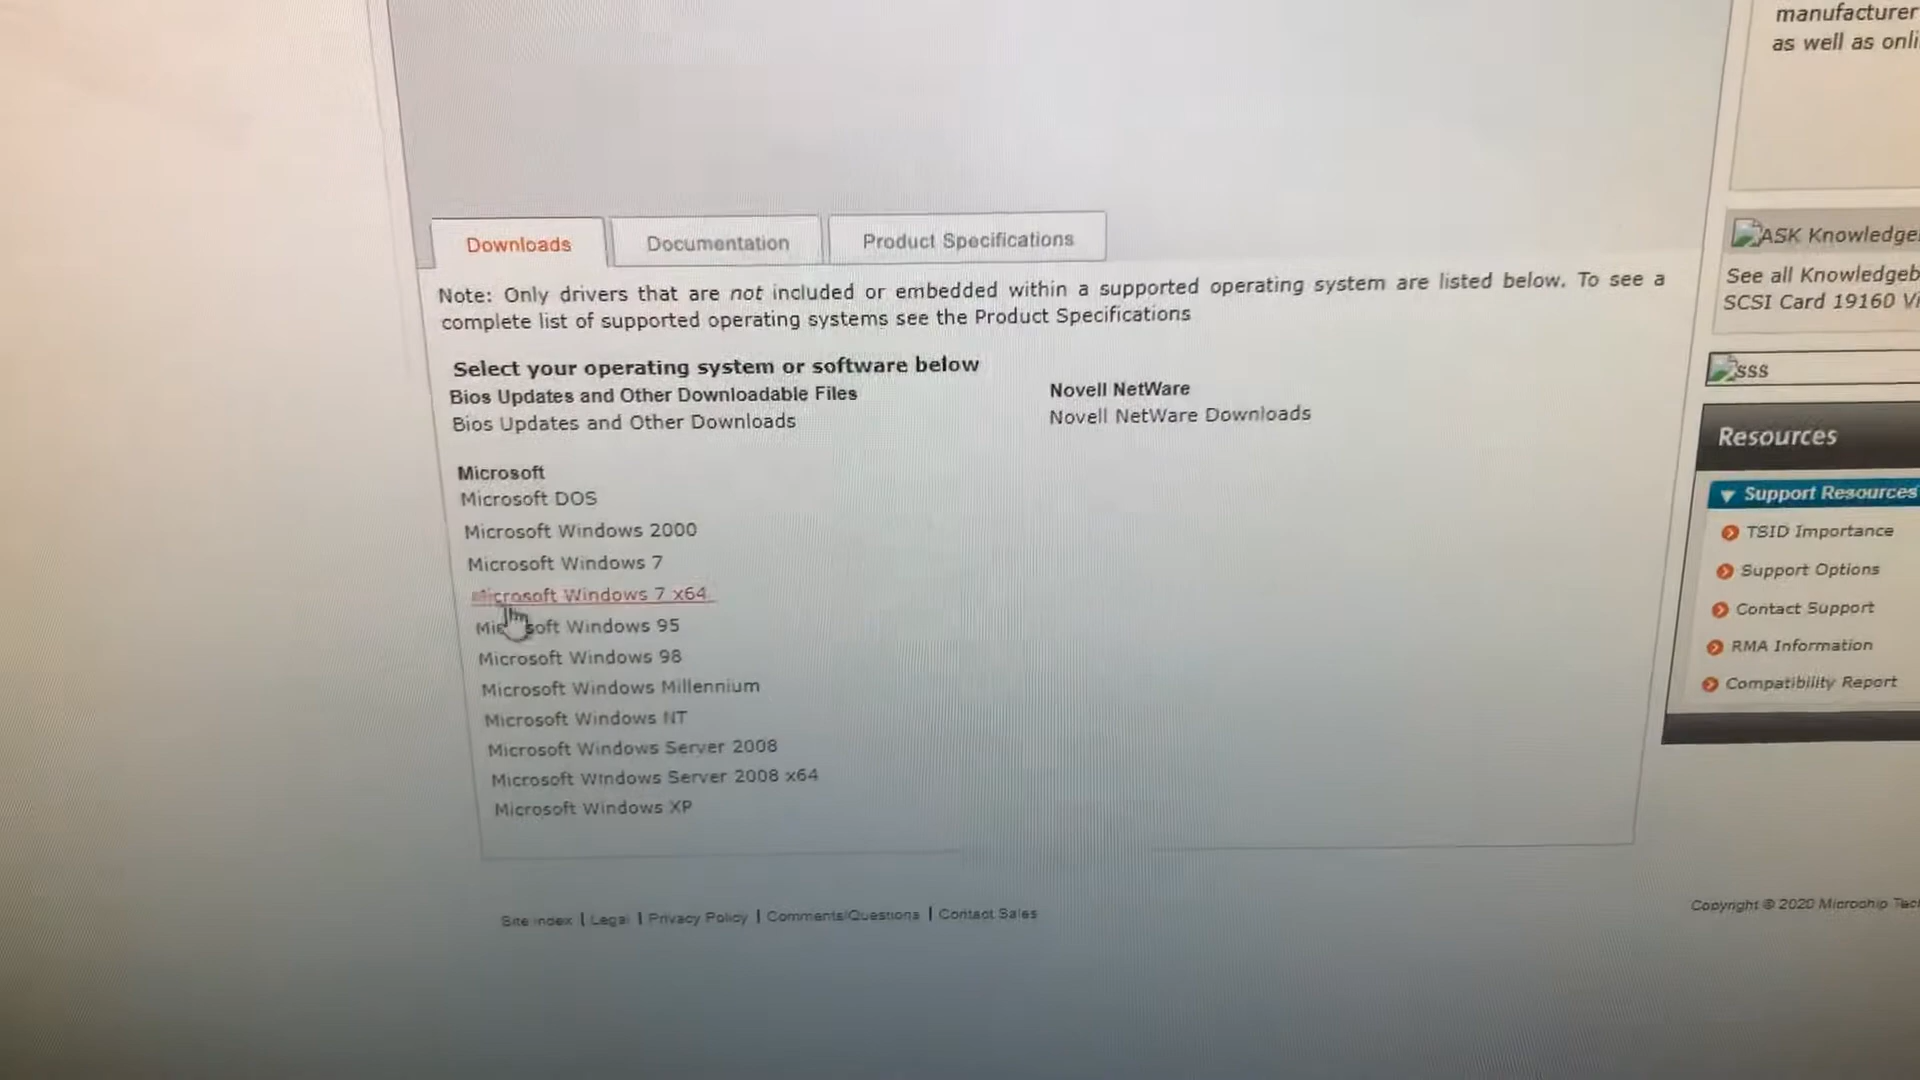 manufacturer
as well as onli
Downloads
Documentation
Product Specifications
Note: Only drivers that are not included or embedded within a supported operating system are listed below. To see a
complete list of supported operating systems see the Product Specifications
Select your operating system or software below
Bios Updates and Other Downloadable Files
Bios Updates and Other Downloads
Novell NetWare
Novell NetWare Downloads
Microsoft
Microsoft DOS
Microsoft Windows 2000
Microsoft Windows 7
Microsoft Windows 7 x64
Microsoft Windows 95
Microsoft Windows 98
Microsoft Windows Millennium
Microsoft Windows NT
Microsoft Windows Server 2008
Microsoft Windows Server 2008 x64
Microsoft Windows XP
ASK Knowledge
See all Knowledgeb
SCSI Card 19160 Vi
sss
Resources
Support Resources
TSID Importance
Support Options
Contact Support
RMA Information
Compatibility Report
Site Index | Legal | Privacy Policy | Comments/Questions | Contact Sales
Copyright © 2020 Microchip Tec